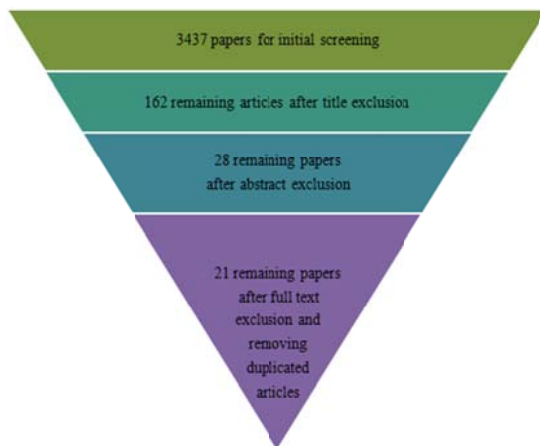 3437 papers for initial screening
162 remaining articles after title exclusion
28 remaining papers
after abstract exclusion
21 remaining papers
after full text
exclusion and
removing
duplicated
articles